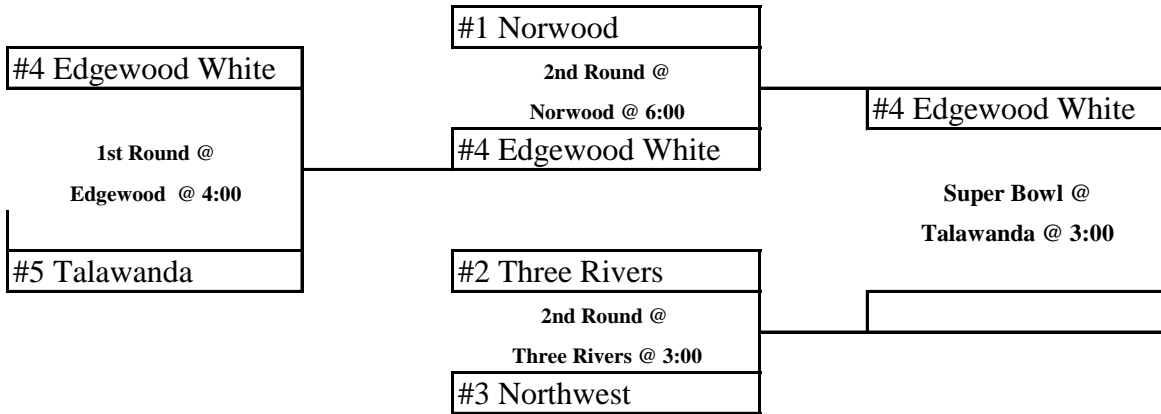 #4 Edgewood White
1st Round @
Edgewood @ 4:00
#5 Talawanda
#1 Norwood
2nd Round @
Norwood @ 6:00
#4 Edgewood White
#2 Three Rivers
2nd Round @
Three Rivers @ 3:00
#3 Northwest
#4 Edgewood White
Super Bowl @
Talawanda @ 3:00